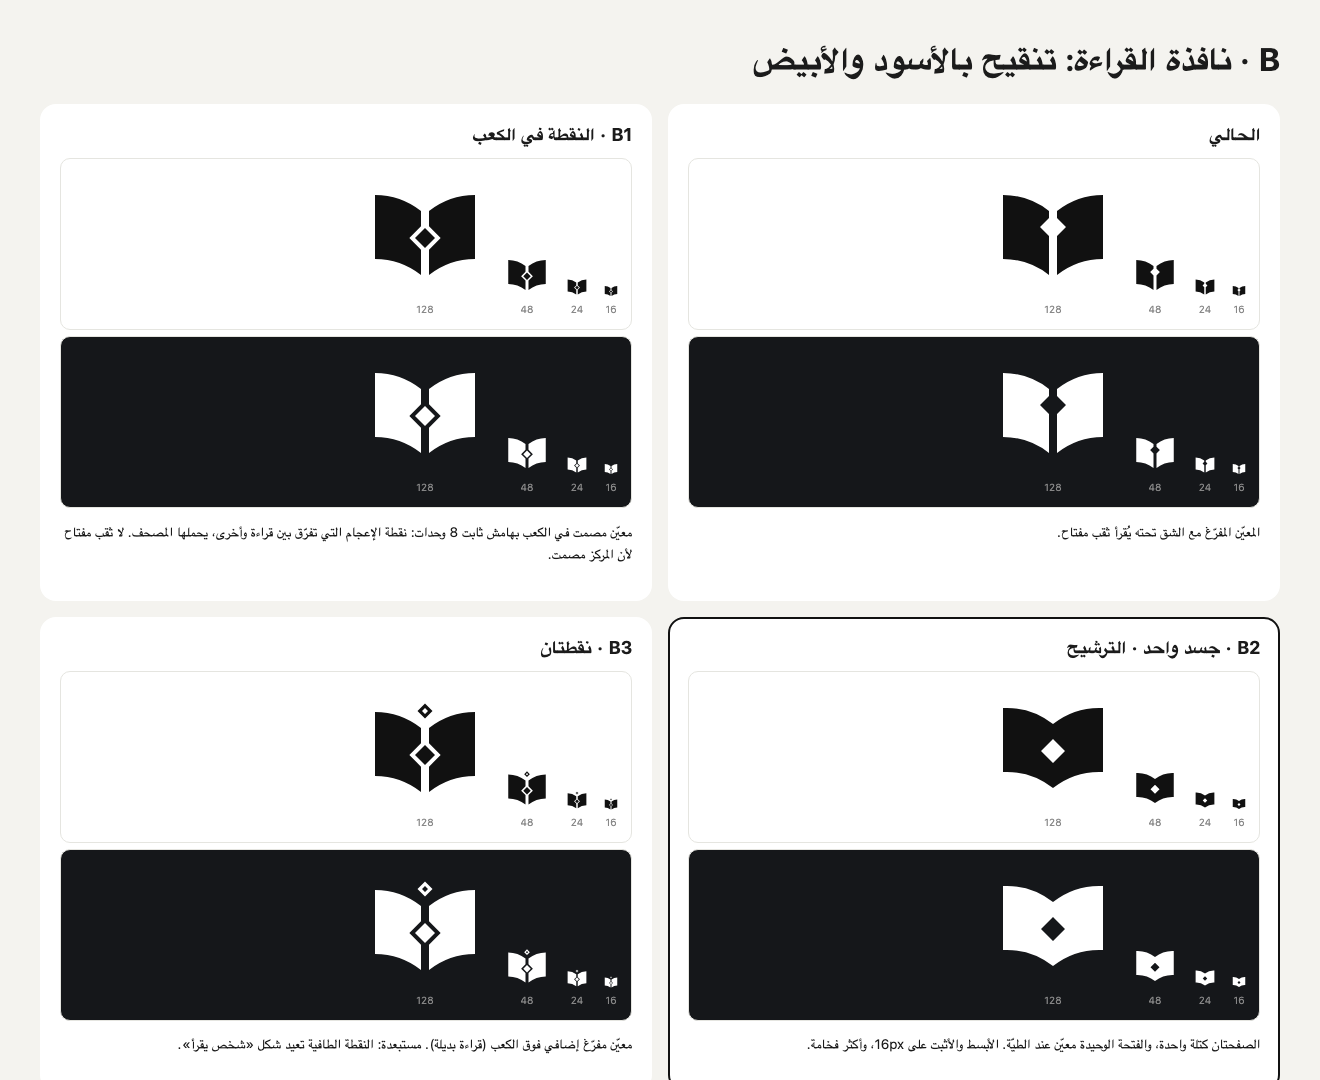 B · نافذة القراءة: تنقيح بالأسود والأبيض
الحالي
128 48 24 16
128 48 24 16
المعيّن المفرّغ مع الشق تحته يُقرأ ثقب مفتاح.
B1 · النقطة في الكعب
128 48 24 16
128 48 24 16
معيّن مصمت في الكعب بهامش ثابت 8 وحدات: نقطة الإعجام التي تفرّق بين قراءة وأخرى، يحملها المصحف. لا ثقب مفتاح
لأن المركز مصمت.
B2 · جسد واحد · الترشيح
128 48 24 16
128 48 24 16
الصفحتان كتلة واحدة، والفتحة الوحيدة معيّن عند الطيّة. الأبسط والأثبت على 16px، وأكثر فخامة.
B3 · نقطتان
128 48 24 16
128 48 24 16
معيّن مفرّغ إضافي فوق الكعب (قراءة بديلة). مستبعدة: النقطة الطافية تعيد شكل «شخص يقرأ».